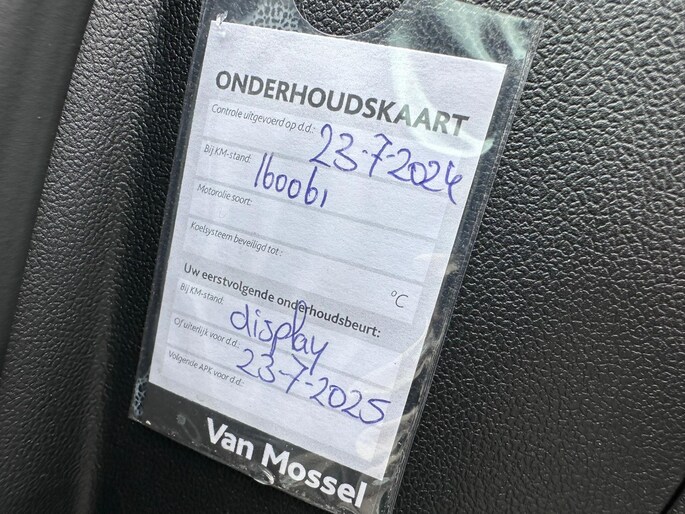 ONDERHOUDSKAART
Controle uitgevoerd op d.d.: 23-7-2024
Bij KM-stand: 160061
Motorolie soort:
Koelsysteem beveiligd tot :
°C
Uw eerstvolgende onderhoudsbeurt:
Bij KM-stand: display
Of uiterlijk voor d.d.: 23-7-2025
Volgende APK voor d.d.:
Van Mossel